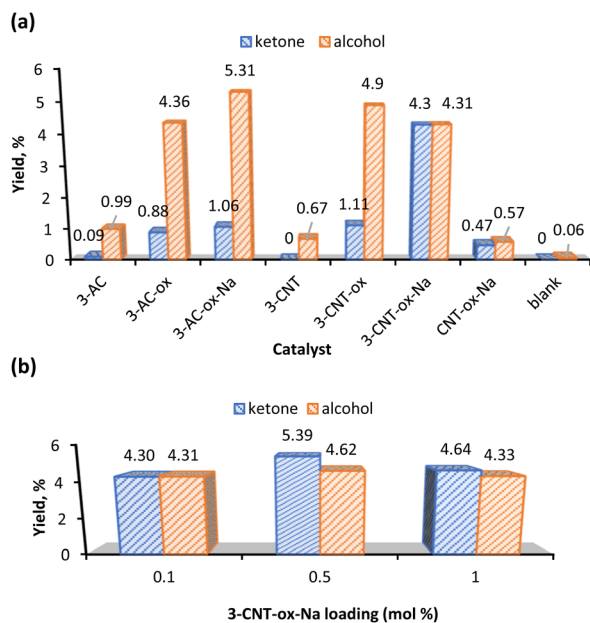 (a)
ketone alcohol
Yield, %
6
5
4
3
2
1
0
0.09 0.99 0.88 4.36 1.06 5.31 0 0.67 1.11 4.9 4.3 4.31 0.47 0.57 0 0.06
3-AC 3-AC-ox 3-AC-ox-Na 3-CNT 3-CNT-ox 3-CNT-ox-Na CNT-ox-Na blank
Catalyst
(b)
ketone alcohol
Yield, %
6
4
2
0
4.30 4.31 5.39 4.62 4.64 4.33
0.1 0.5 1
3-CNT-ox-Na loading (mol %)